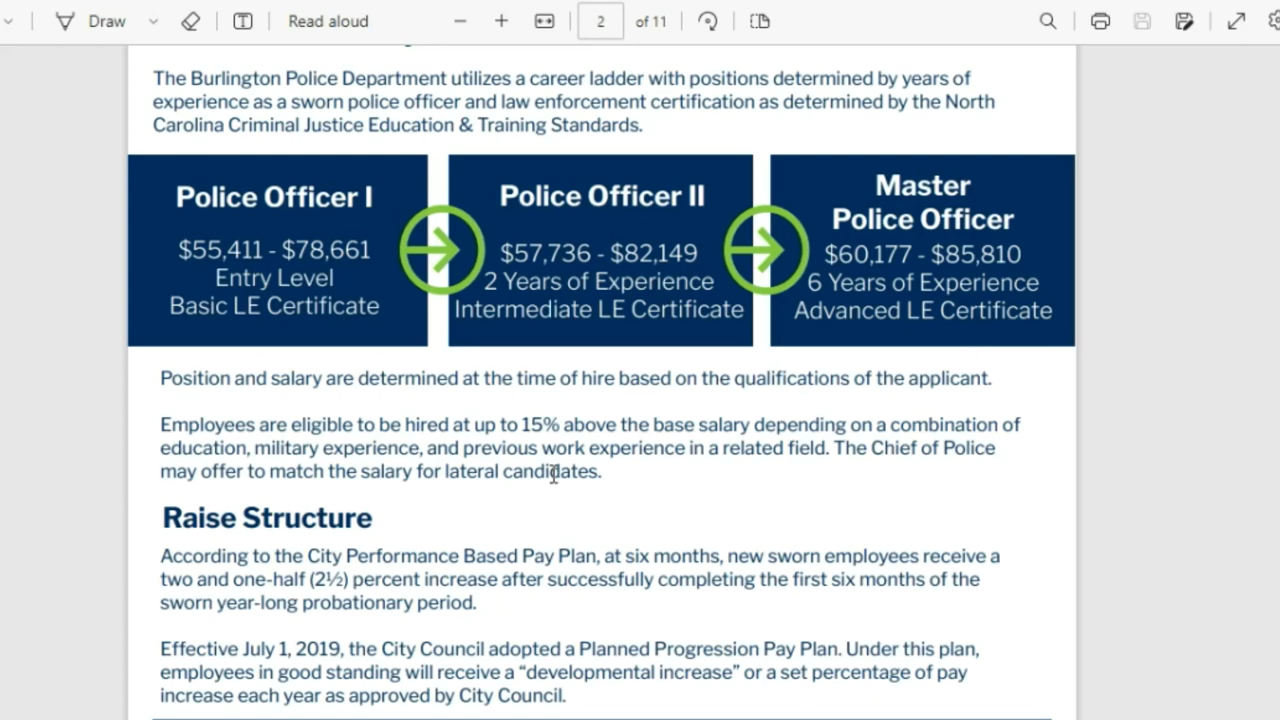 Draw
Read aloud
2 of 11
The Burlington Police Department utilizes a career ladder with positions determined by years of
experience as a sworn police officer and law enforcement certification as determined by the North
Carolina Criminal Justice Education & Training Standards.
Police Officer I
$55,411 - $78,661
Entry Level
Basic LE Certificate
Police Officer II
$57,736 - $82,149
2 Years of Experience
Intermediate LE Certificate
Master
Police Officer
$60,177 - $85,810
6 Years of Experience
Advanced LE Certificate
Position and salary are determined at the time of hire based on the qualifications of the applicant.
Employees are eligible to be hired at up to 15% above the base salary depending on a combination of
education, military experience, and previous work experience in a related field. The Chief of Police
may offer to match the salary for lateral candidates.
Raise Structure
According to the City Performance Based Pay Plan, at six months, new sworn employees receive a
two and one-half (2½) percent increase after successfully completing the first six months of the
sworn year-long probationary period.
Effective July 1, 2019, the City Council adopted a Planned Progression Pay Plan. Under this plan,
employees in good standing will receive a “developmental increase” or a set percentage of pay
increase each year as approved by City Council.